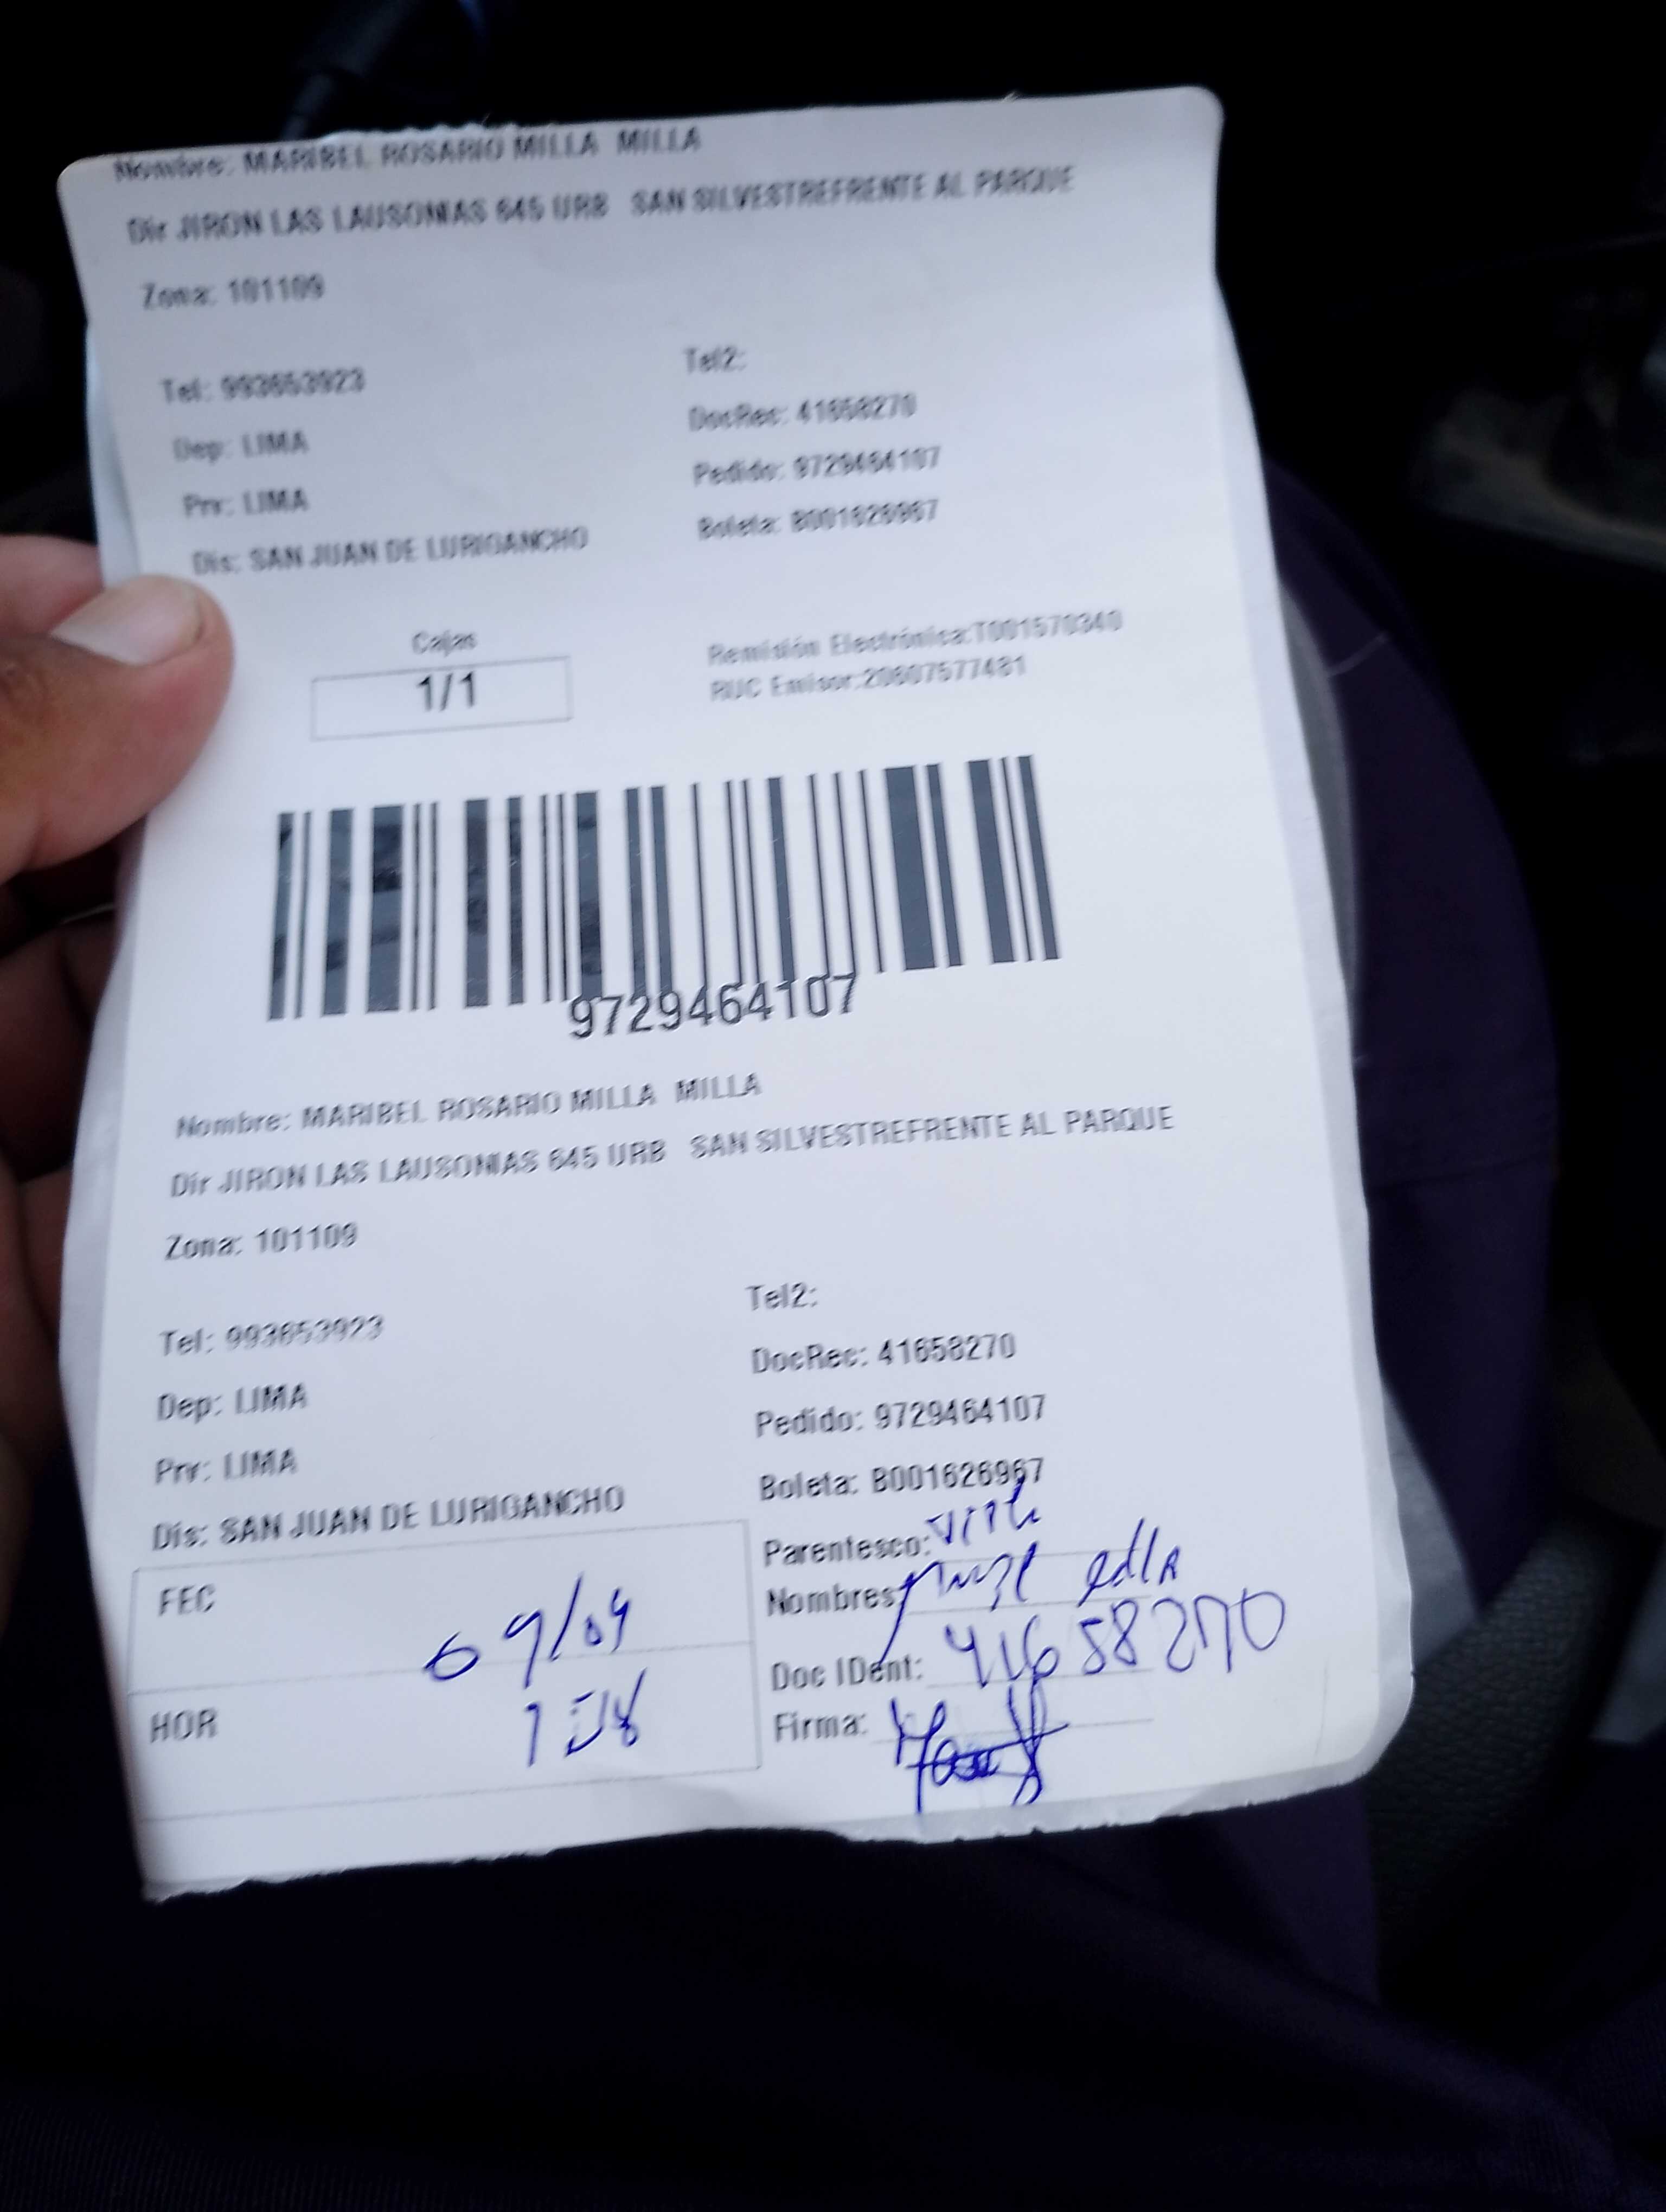 Nombre: MARIBEL ROSARIO MILLA MILLA
Dir JIRON LAS LAUSONIAS 645 URB SAN SILVESTREFRENTE AL PARQUE
Zona: 101109
Tel: 993653923
Tel2:
Dep: LIMA
DocRec: 41658270
Prv: LIMA
Pedido: 9729464107
Dis: SAN JUAN DE LURIGANCHO
Boleta: B001626967
Cajas
1/1
Remisión Electrónica:T001570340
RUC Emisor:20607577481
9729464107
Nombre: MARIBEL ROSARIO MILLA MILLA
Dir JIRON LAS LAUSONIAS 645 URB SAN SILVESTREFRENTE AL PARQUE
Zona: 101109
Tel: 993653923
Tel2:
Dep: LIMA
DocRec: 41658270
Prv: LIMA
Pedido: 9729464107
Dis: SAN JUAN DE LURIGANCHO
Boleta: B001626967
FEC 09/04
HOR
Parentesco:
Nombres:
Doc IDent: 41658270
Firma: